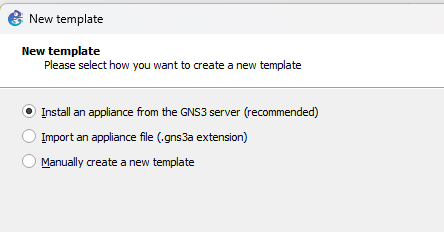 New template
New template
Please select how you want to create a new template
Install an appliance from the GNS3 server (recommended)
Import an appliance file (.gns3a extension)
Manually create a new template